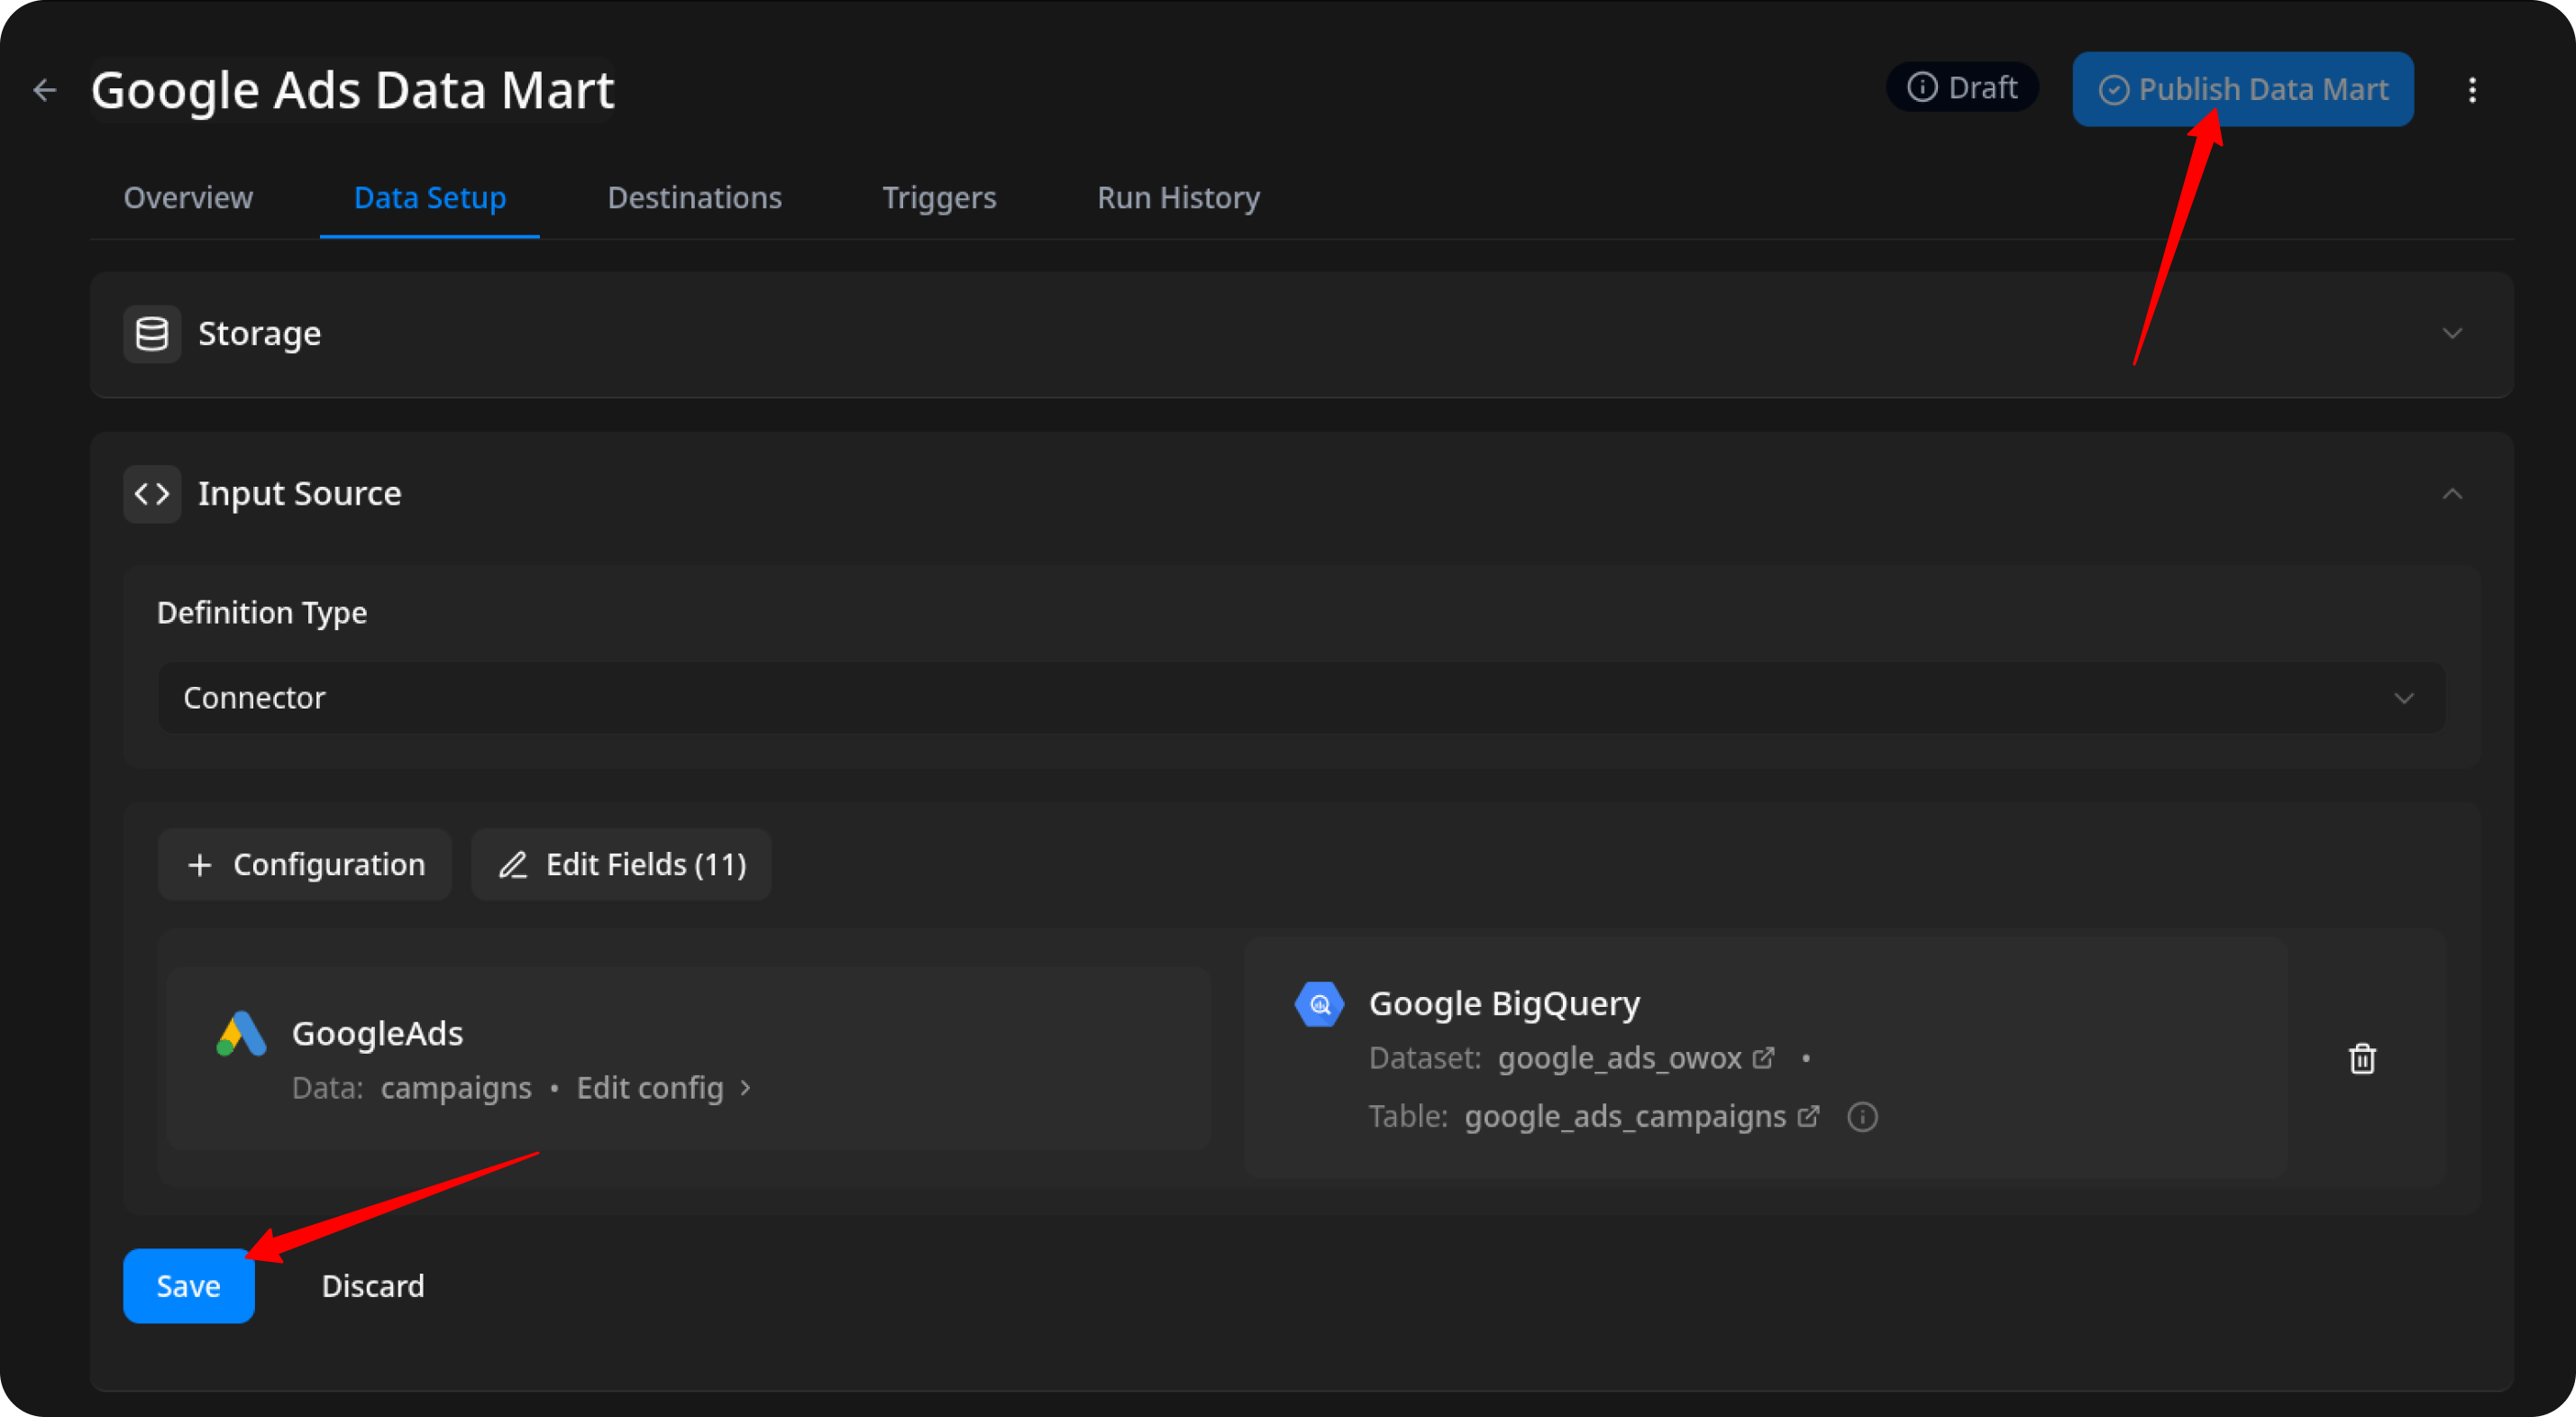 Google Ads Data Mart
Draft
Publish Data Mart
Overview
Data Setup
Destinations
Triggers
Run History
Storage
Input Source
Definition Type
Connector
Configuration
Edit Fields (11)
GoogleAds
Data: campaigns • Edit config
Google BigQuery
Dataset: google_ads_owox •
Table: google_ads_campaigns
Save
Discard